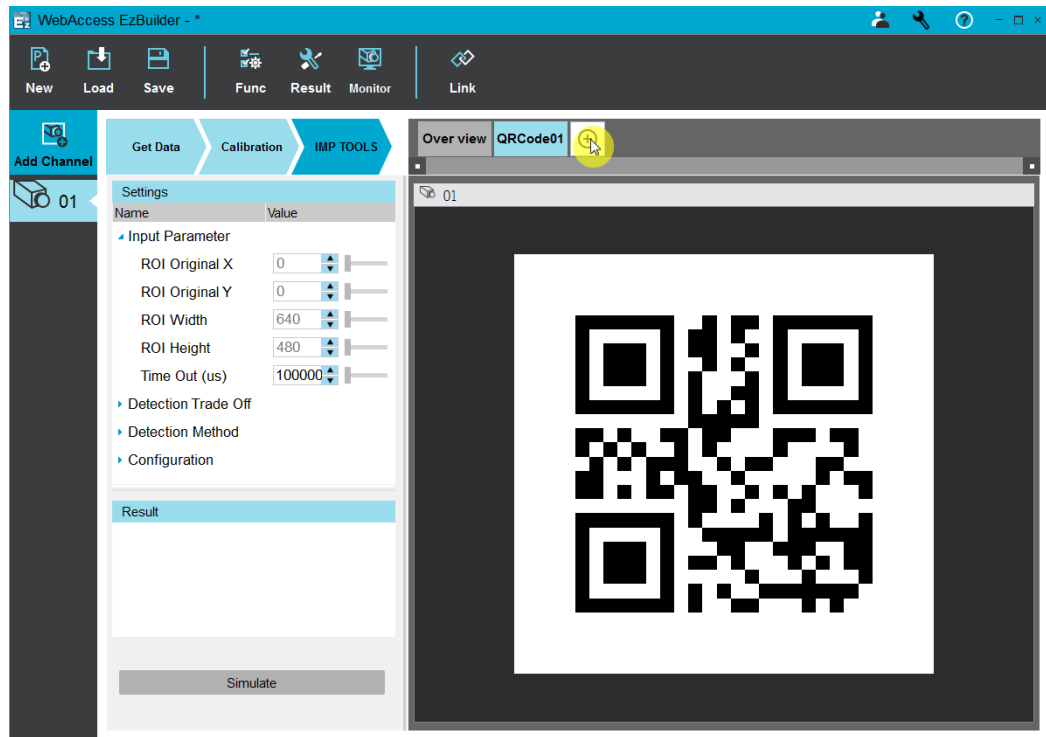 WebAccess EzBuilder - *
New Load Save Func Result Monitor Link
Add Channel
01
Get Data Calibration IMP TOOLS
Over view QRCode01
Settings
Name Value
Input Parameter
ROI Original X 0
ROI Original Y 0
ROI Width 640
ROI Height 480
Time Out (us) 100000
Detection Trade Off
Detection Method
Configuration
Result
Simulate
01